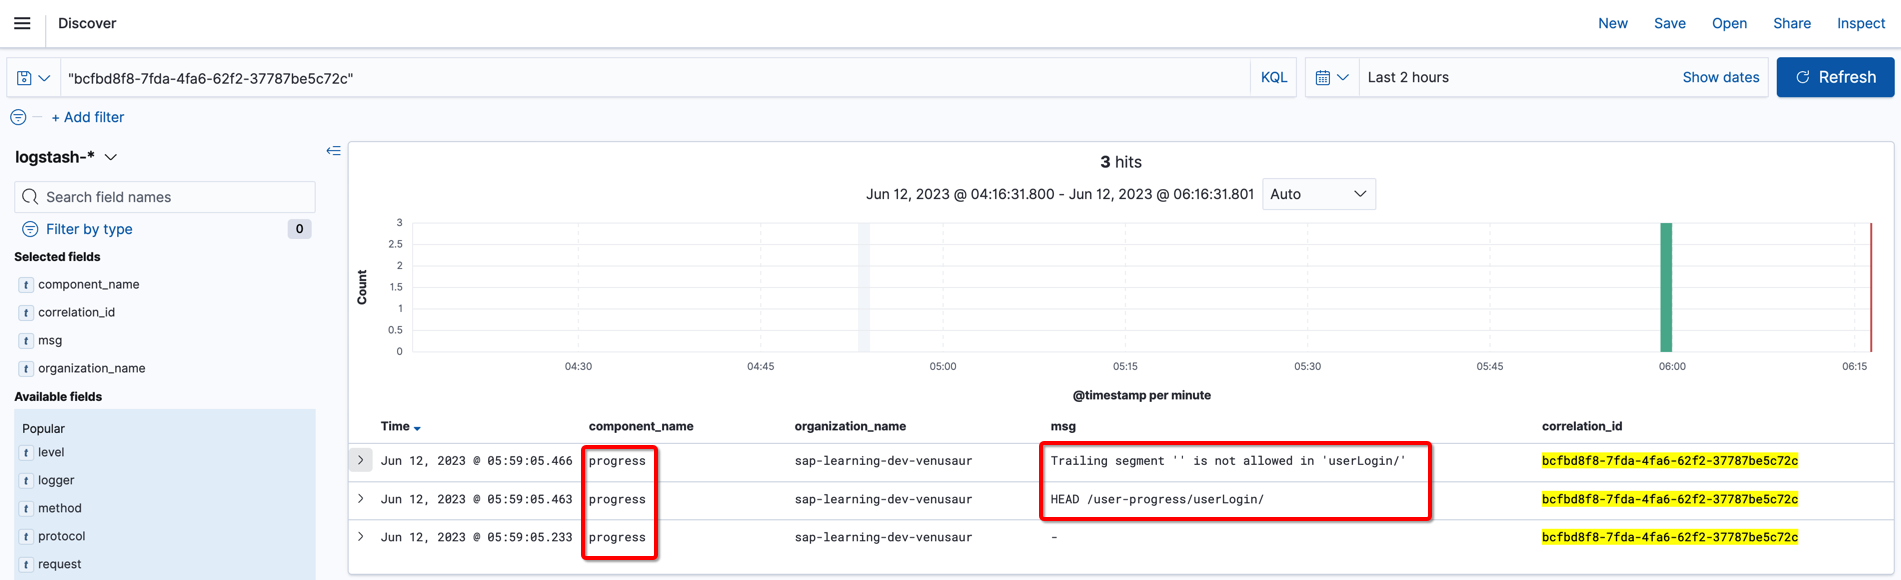 Discover New Save Open Share Inspect
"bcfbd8f8-7fda-4fa6-62f2-37787be5c72c" KQL Last 2 hours Show dates Refresh
+ Add filter
logstash-*
Search field names
Filter by type 0
Selected fields
t component_name
t correlation_id
t msg
t organization_name
Available fields
Popular
t level
t logger
t method
t protocol
t request
3 hits
Jun 12, 2023 @ 04:16:31.800 - Jun 12, 2023 @ 06:16:31.801 Auto
Count
3
2.5
2
1.5
1
0.5
0
04:30 04:45 05:00 05:15 05:30 05:45 06:00 06:15
@timestamp per minute
Time component_name organization_name msg correlation_id
Jun 12, 2023 @ 05:59:05.466 progress sap-learning-dev-venusaur Trailing segment '' is not allowed in 'userLogin/' bcfbd8f8-7fda-4fa6-62f2-37787be5c72c
Jun 12, 2023 @ 05:59:05.463 progress sap-learning-dev-venusaur HEAD /user-progress/userLogin/ bcfbd8f8-7fda-4fa6-62f2-37787be5c72c
Jun 12, 2023 @ 05:59:05.233 progress sap-learning-dev-venusaur - bcfbd8f8-7fda-4fa6-62f2-37787be5c72c